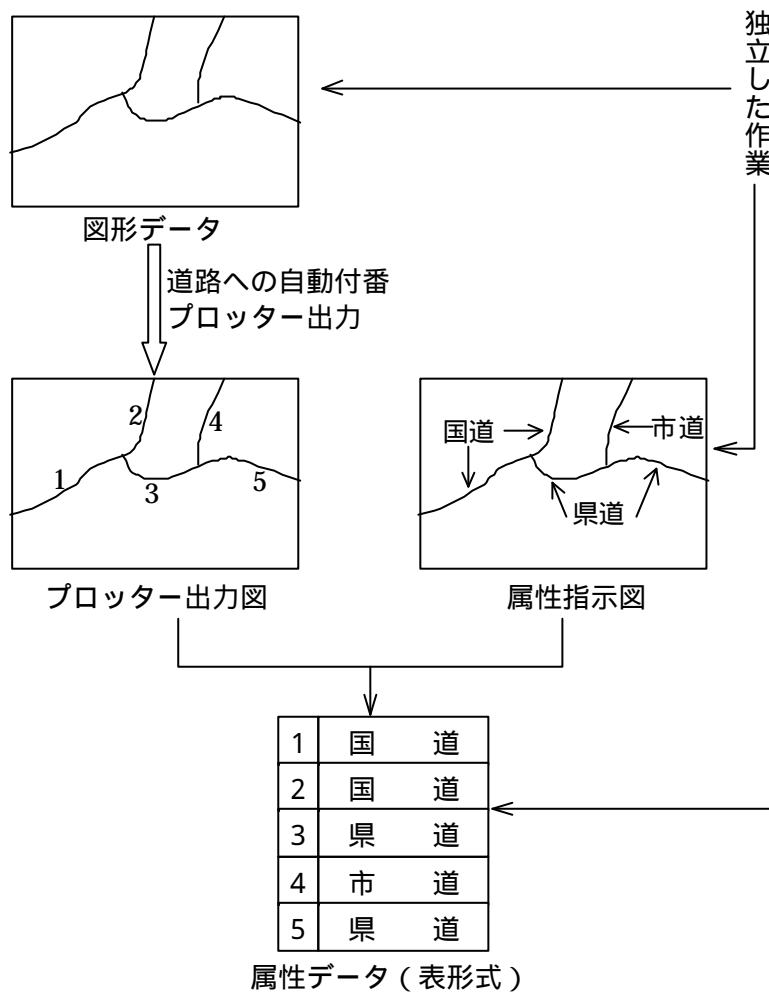 独立した作業
図形データ
道路への自動付番
プロッター出力
2
4
1
3
5
国道
市道
県道
プロッター出力図
属性指示図
1 国 道
2 国 道
3 県 道
4 市 道
5 県 道
属性データ（表形式）